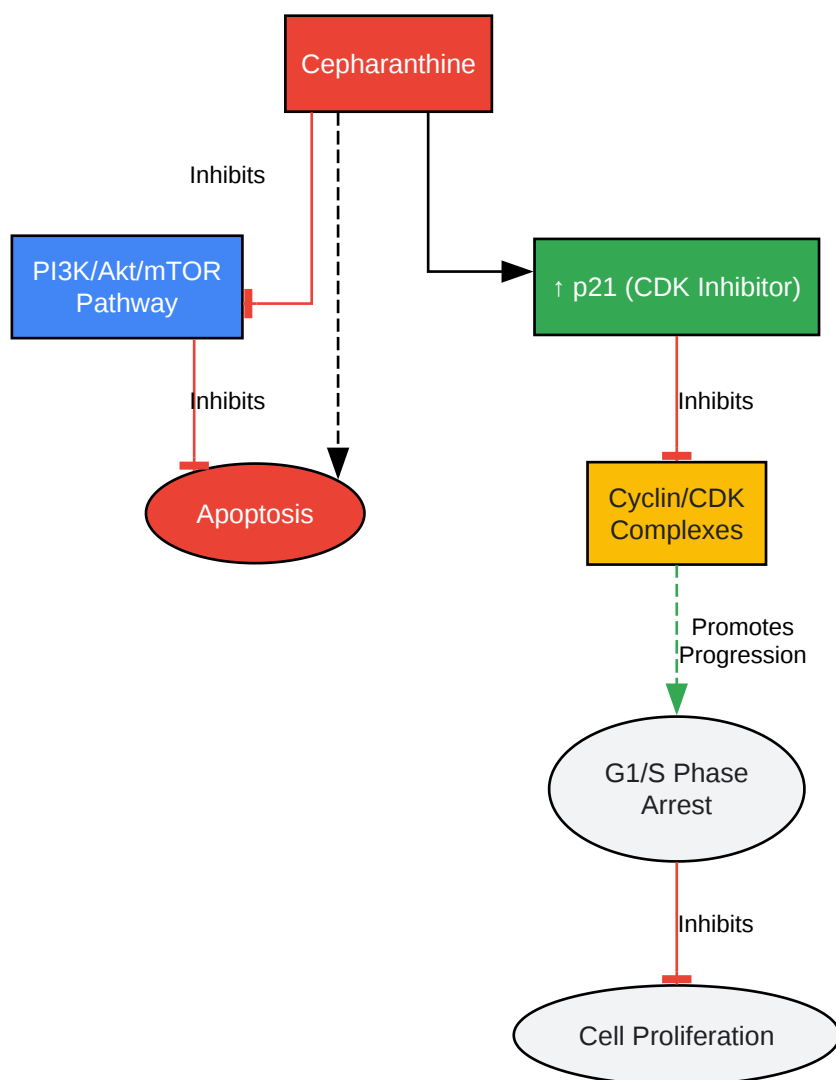 Cepharanthine
Inhibits
PI3K/Akt/mTOR
Pathway
↑ p21 (CDK Inhibitor)
Inhibits
Inhibits
Apoptosis
Cyclin/CDK
Complexes
Promotes
Progression
G1/S Phase
Arrest
Inhibits
Cell Proliferation